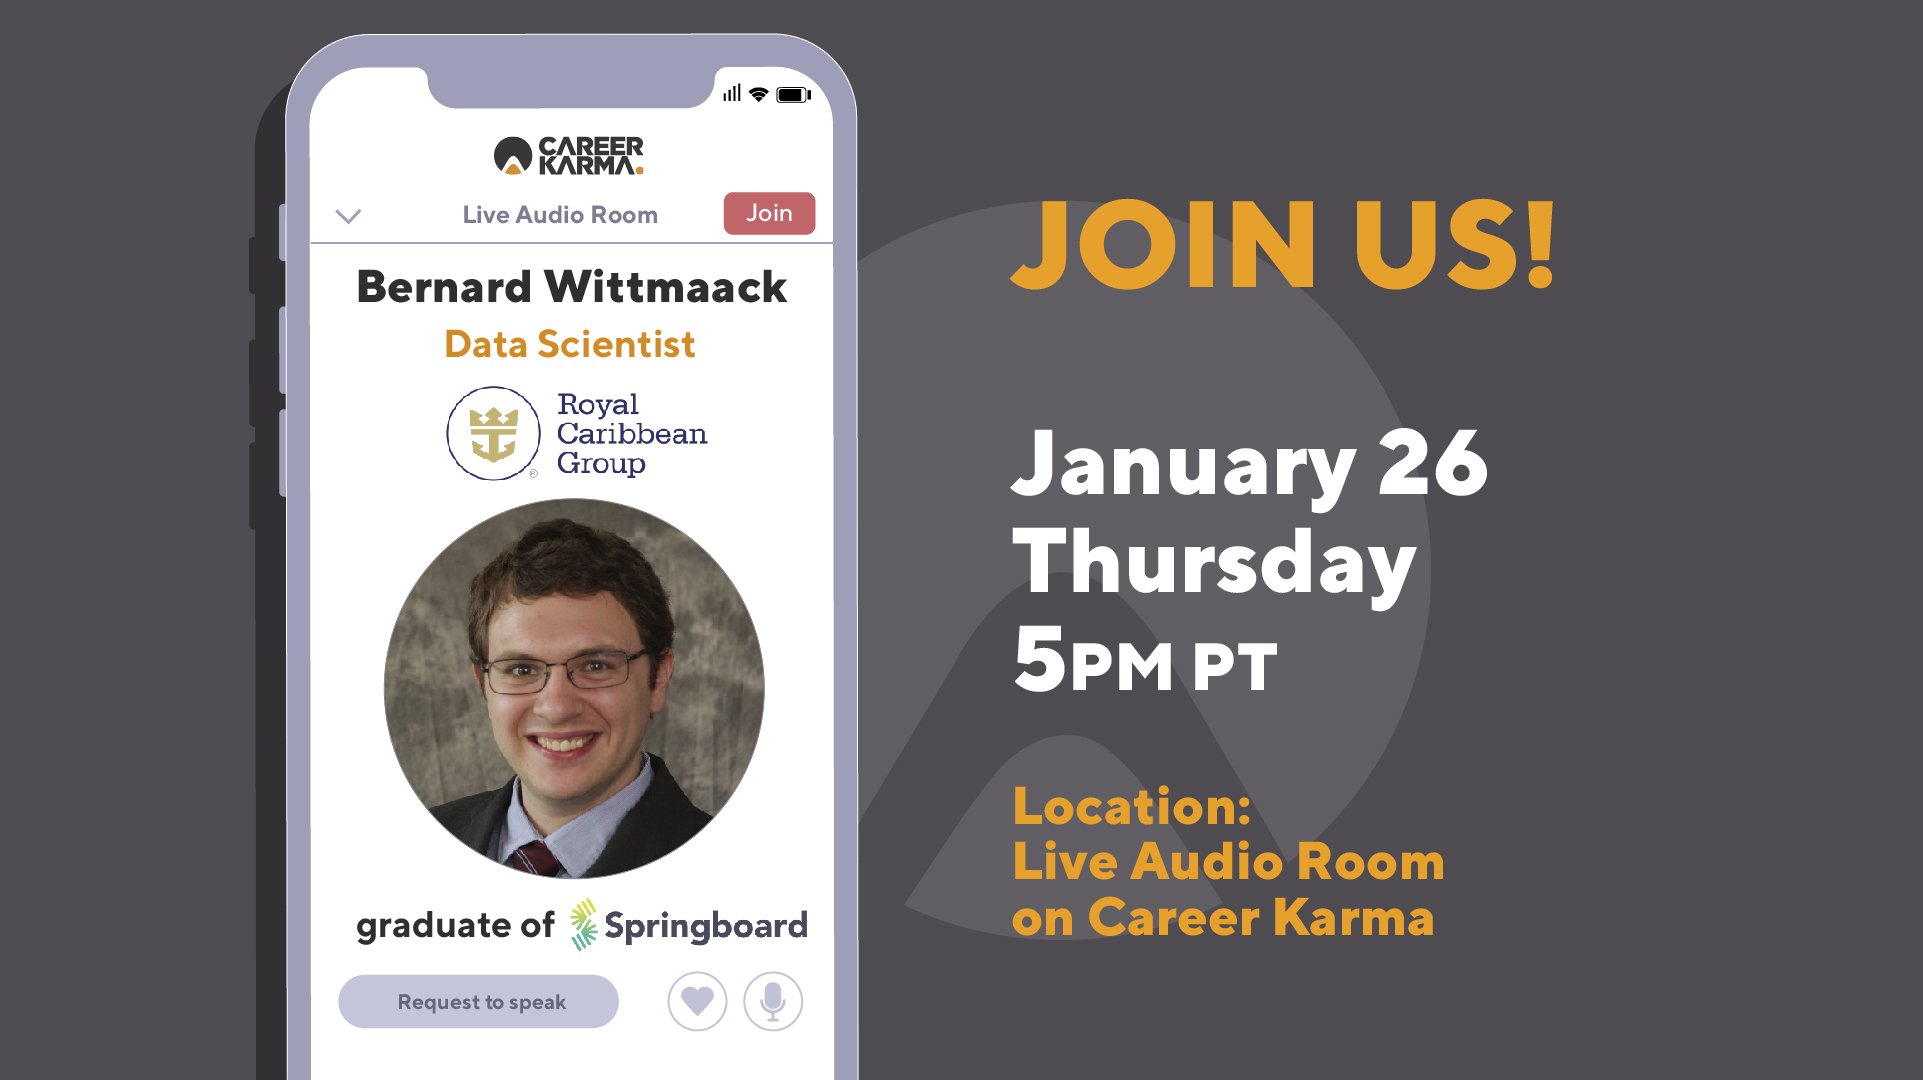 CAREER
KARMA.
Live Audio Room
Join
Bernard Wittmaack
Data Scientist
Royal
Caribbean
Group
®
graduate of Springboard
Request to speak
JOIN US!
January 26
Thursday
5PM PT
Location:
Live Audio Room
on Career Karma